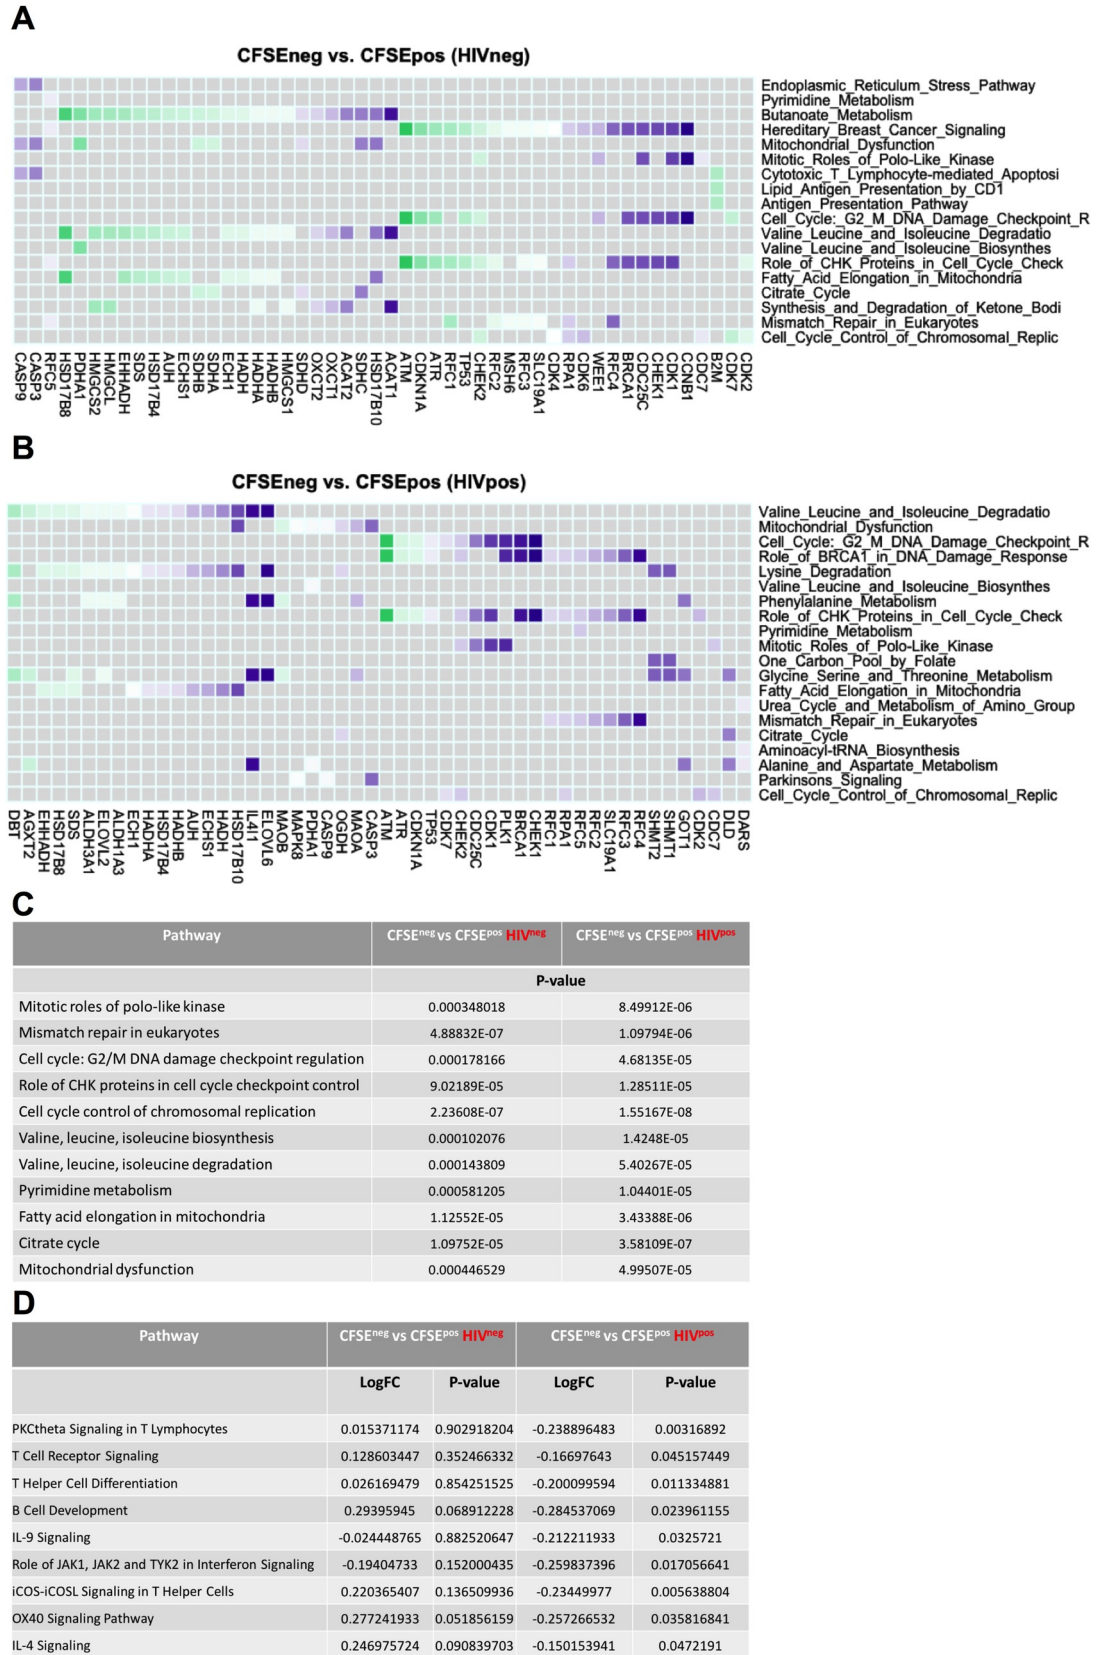 A
CFSEneg vs. CFSEpos (HIVneg)
Endoplasmic_Reticulum_Stress_Pathway
Pyrimidine_Metabolism
Butanoate_Metabolism
Hereditary_Breast_Cancer_Signaling
Mitochondrial_Dysfunction
Mitotic_Roles_of_Polo-Like_Kinase
Cytotoxic_T_Lymphocyte-mediated_Apoptosi
Lipid_Antigen_Presentation_by_CD1
Antigen_Presentation_Pathway
Cell_Cycle:_G2_M_DNA_Damage_Checkpoint_R
Valine_Leucine_and_Isoleucine_Degradatio
Valine_Leucine_and_Isoleucine_Biosynthes
Role_of_CHK_Proteins_in_Cell_Cycle_Check
Fatty_Acid_Elongation_in_Mitochondria
Citrate_Cycle
Synthesis_and_Degradation_of_Ketone_Bodi
Mismatch_Repair_in_Eukaryotes
Cell_Cycle_Control_of_Chromosomal_Replic
CASP9
CASP3
RFC5
HSD17B8
PDHA1
HMGCS2
HMGCL
EHHADH
SDS
HSD17B4
AUH
ECHS1
SDHB
SDHA
ECH1
HADH
HADHA
HADHB
HMGCS1
SDHD
OXCT2
OXCT1
ACAT2
SDHC
HSD17B10
ACAT1
ATM
CDKN1A
ATR
RFC1
TP53
CHEK2
RFC2
MSH6
RFC3
SLC19A1
CDK4
RPA1
CDK6
WEE1
RFC4
BRCA1
CDC25C
CHEK1
CDK1
CCNB1
CDC7
B2M
CDK7
CDK2
B
CFSEneg vs. CFSEpos (HIVpos)
Valine_Leucine_and_Isoleucine_Degradatio
Mitochondrial_Dysfunction
Cell_Cycle:_G2_M_DNA_Damage_Checkpoint_R
Role_of_BRCA1_in_DNA_Damage_Response
Lysine_Degradation
Valine_Leucine_and_Isoleucine_Biosynthes
Phenylalanine_Metabolism
Role_of_CHK_Proteins_in_Cell_Cycle_Check
Pyrimidine_Metabolism
Mitotic_Roles_of_Polo-Like_Kinase
One_Carbon_Pool_by_Folate
Glycine_Serine_and_Threonine_Metabolism
Fatty_Acid_Elongation_in_Mitochondria
Urea_Cycle_and_Metabolism_of_Amino_Group
Mismatch_Repair_in_Eukaryotes
Citrate_Cycle
Aminoacyl-tRNA_Biosynthesis
Alanine_and_Aspartate_Metabolism
Parkinsons_Signaling
Cell_Cycle_Control_of_Chromosomal_Replic
DBT
AGXT2
EHHADH
HSD17B8
SDS
ALDH3A1
ELOVL2
ALDH1A3
ECH1
HADHA
HSD17B4
HADHB
AUH
ECHS1
HADH
HSD17B10
IL4I1
ELOVL6
MAOB
MAPK8
PDHA1
CASP9
OGDH
MAOA
CASP3
ATM
ATR
CDKN1A
TP53
CDK7
CHEK2
CDC25C
CDK1
PLK1
BRCA1
CHEK1
RFC1
RPA1
RFC5
RFC2
SLC19A1
RFC3
RFC4
SHMT2
SHMT1
GOT1
CDK2
CDC7
DLD
DARS
C
Pathway CFSEneg vs CFSEpos HIVneg CFSEneg vs CFSEpos HIVpos
P-value
Mitotic roles of polo-like kinase 0.000348018 8.49912E-06
Mismatch repair in eukaryotes 4.88832E-07 1.09794E-06
Cell cycle: G2/M DNA damage checkpoint regulation 0.000178166 4.68135E-05
Role of CHK proteins in cell cycle checkpoint control 9.02189E-05 1.28511E-05
Cell cycle control of chromosomal replication 2.23608E-07 1.55167E-08
Valine, leucine, isoleucine biosynthesis 0.000102076 1.4248E-05
Valine, leucine, isoleucine degradation 0.000143809 5.40267E-05
Pyrimidine metabolism 0.000581205 1.04401E-05
Fatty acid elongation in mitochondria 1.12552E-05 3.43388E-06
Citrate cycle 1.09752E-05 3.58109E-07
Mitochondrial dysfunction 0.000446529 4.99507E-05
D
Pathway CFSEneg vs CFSEpos HIVneg CFSEneg vs CFSEpos HIVpos
LogFC P-value LogFC P-value
PKCtheta Signaling in T Lymphocytes 0.015371174 0.902918204 -0.238896483 0.00316892
T Cell Receptor Signaling 0.128603447 0.352466332 -0.16697643 0.045157449
T Helper Cell Differentiation 0.026169479 0.854251525 -0.200099594 0.011334881
B Cell Development 0.29395945 0.068912228 -0.284537069 0.023961155
IL-9 Signaling -0.024448765 0.882520647 -0.212211933 0.0325721
Role of JAK1, JAK2 and TYK2 in Interferon Signaling -0.19404733 0.152000435 -0.259837396 0.017056641
iCOS-iCOSL Signaling in T Helper Cells 0.220365407 0.136509936 -0.23449977 0.005638804
OX40 Signaling Pathway 0.277241933 0.051856159 -0.257266532 0.035816841
IL-4 Signaling 0.246975724 0.090839703 -0.150153941 0.0472191